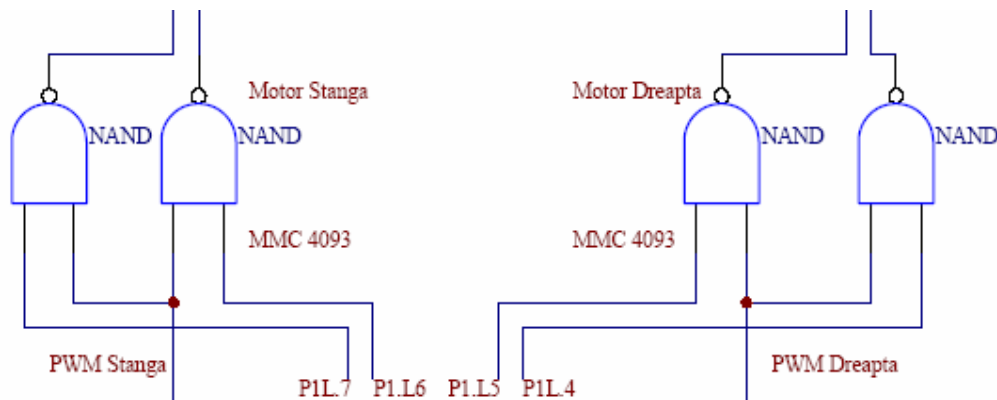 Motor Stanga
Motor Dreapta
NAND
NAND
NAND
NAND
MMC 4093
MMC 4093
PWM Stanga
PWM Dreapta
P1L.7
P1.L6
P1.L5
P1L.4